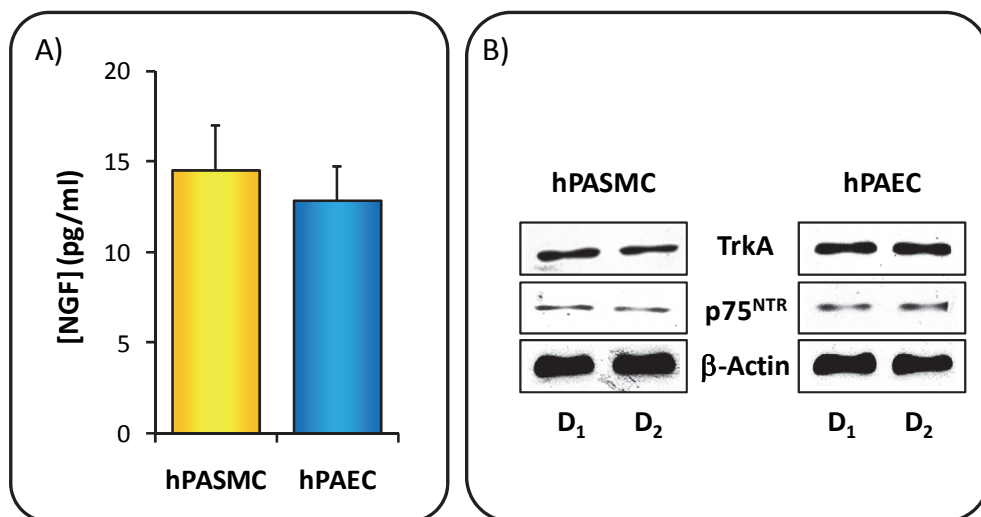 A)
20
15
10
5
0
[NGF] (pg/ml)
hPASMC hPAEC
B)
hPASMC hPAEC
TrkA
p75ᴺᵀᴿ
β-Actin
D₁ D₂ D₁ D₂